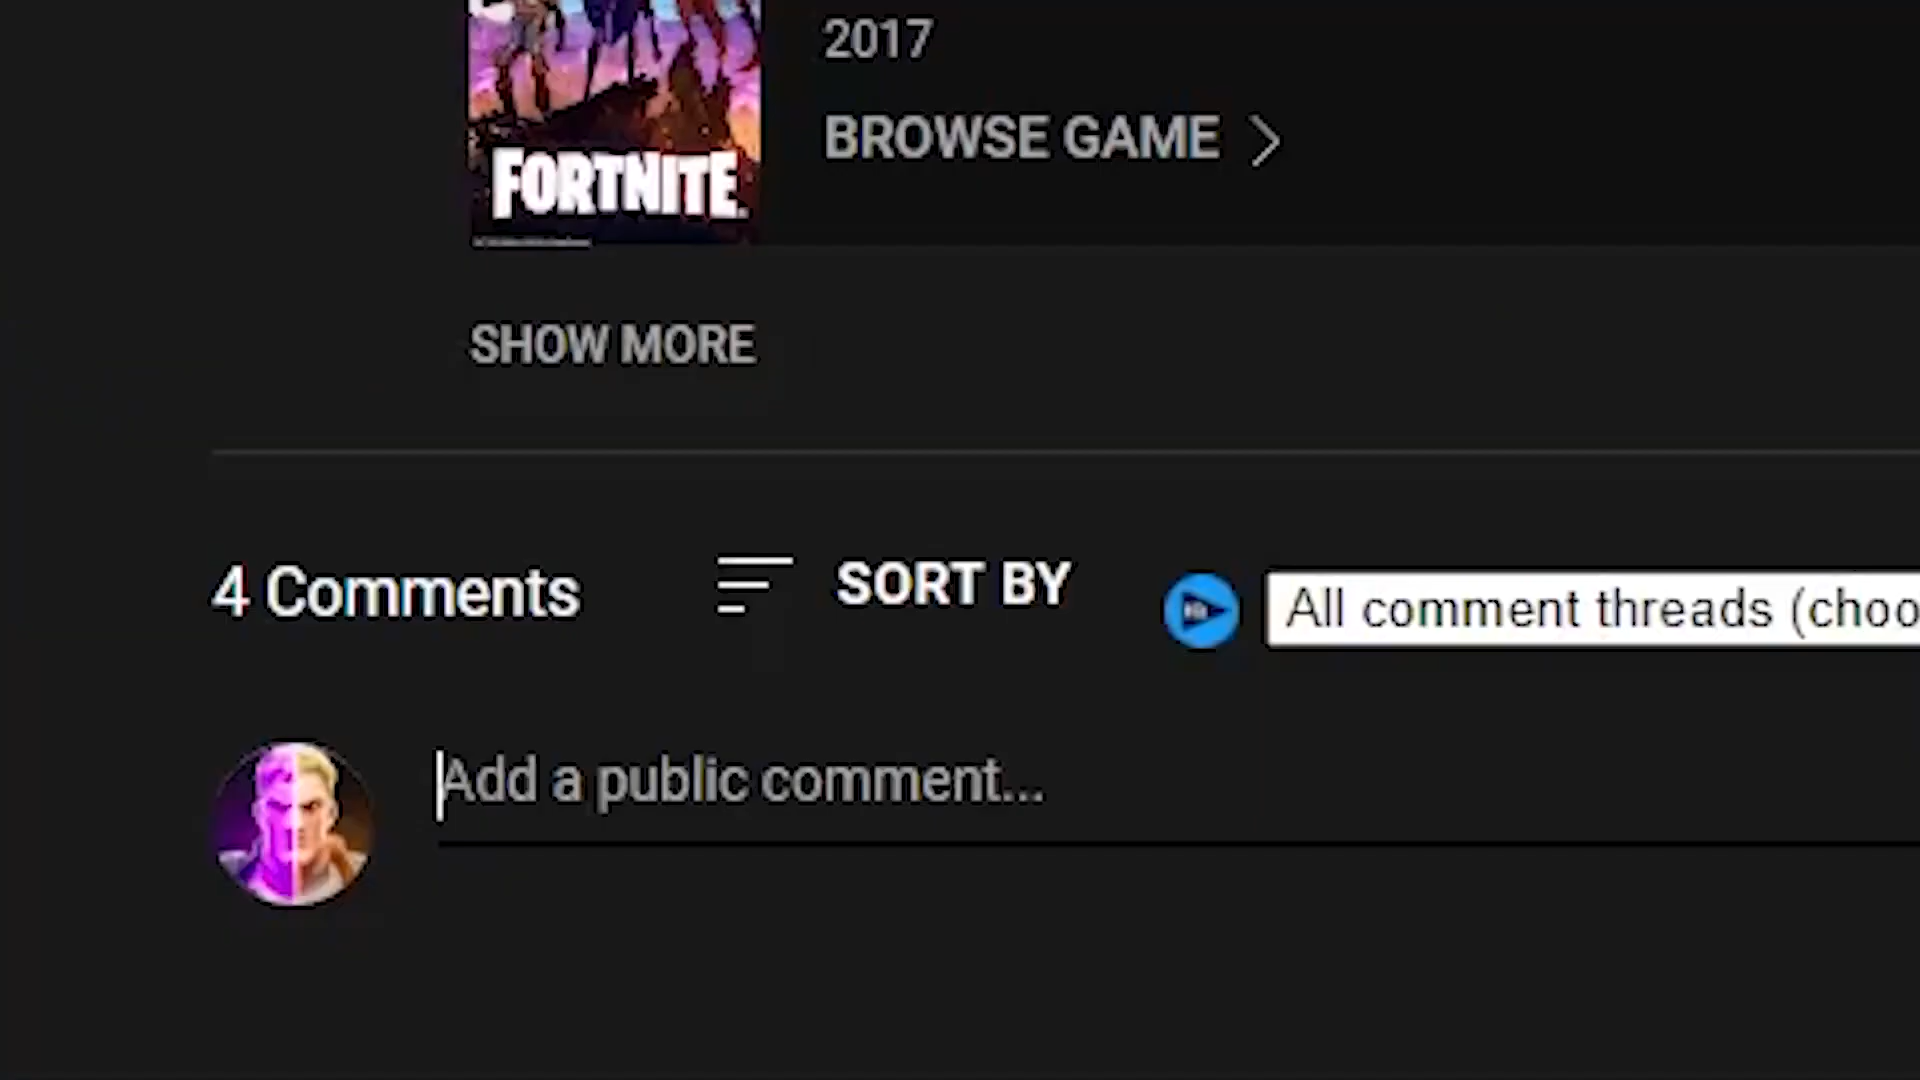 2017
BROWSE GAME
FORTNITE
SHOW MORE
4 Comments
SORT BY
All comment threads (choo
Add a public comment...